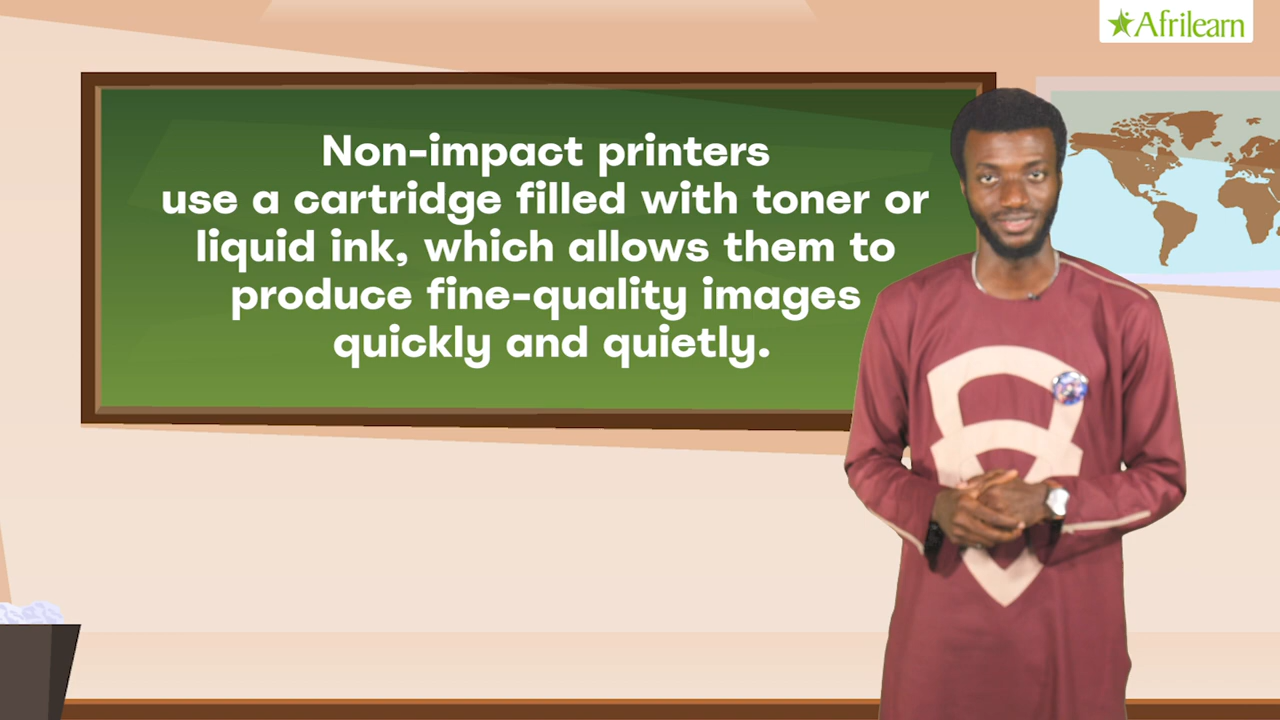 Afrilearn
Non-impact printers
use a cartridge filled with toner or
liquid ink, which allows them to
produce fine-quality images
quickly and quietly.